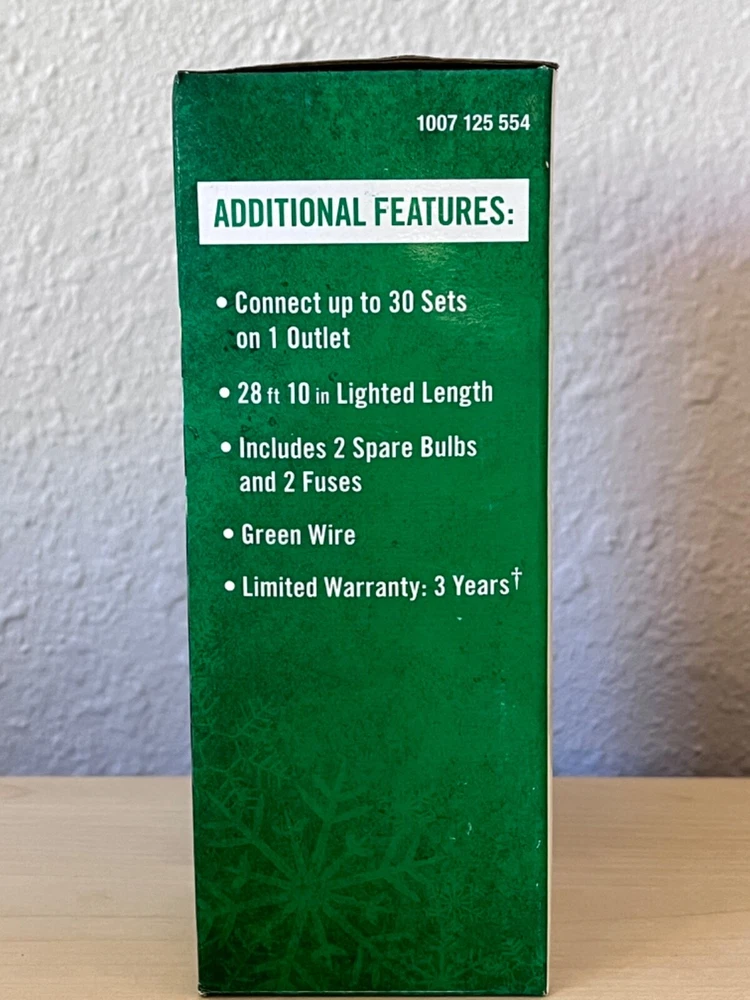 1007 125 554
ADDITIONAL FEATURES:
• Connect up to 30 Sets
on 1 Outlet
• 28 ft 10 in Lighted Length
• Includes 2 Spare Bulbs
and 2 Fuses
• Green Wire
• Limited Warranty: 3 Years†